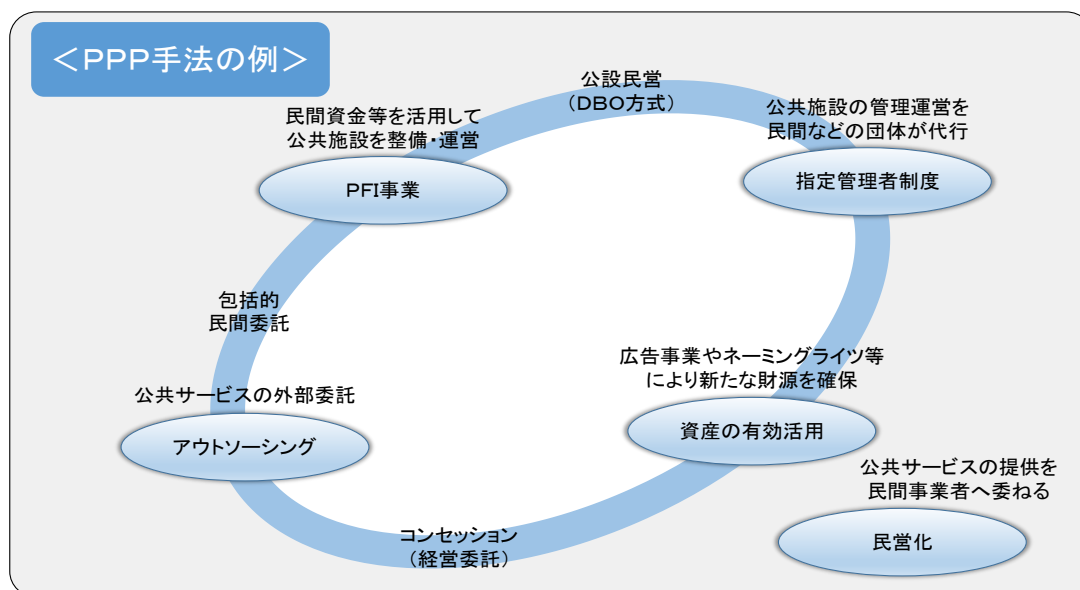 ＜ＰＰＰ手法の例＞
公設民営
（ＤＢＯ方式）
民間資金等を活用して
公共施設を整備・運営
ＰＦＩ事業
公共施設の管理運営を
民間などの団体が代行
指定管理者制度
包括的
民間委託
広告事業やネーミングライツ等
により新たな財源を確保
資産の有効活用
公共サービスの外部委託
アウトソーシング
公共サービスの提供を
民間事業者へ委ねる
民営化
コンセッション
（経営委託）